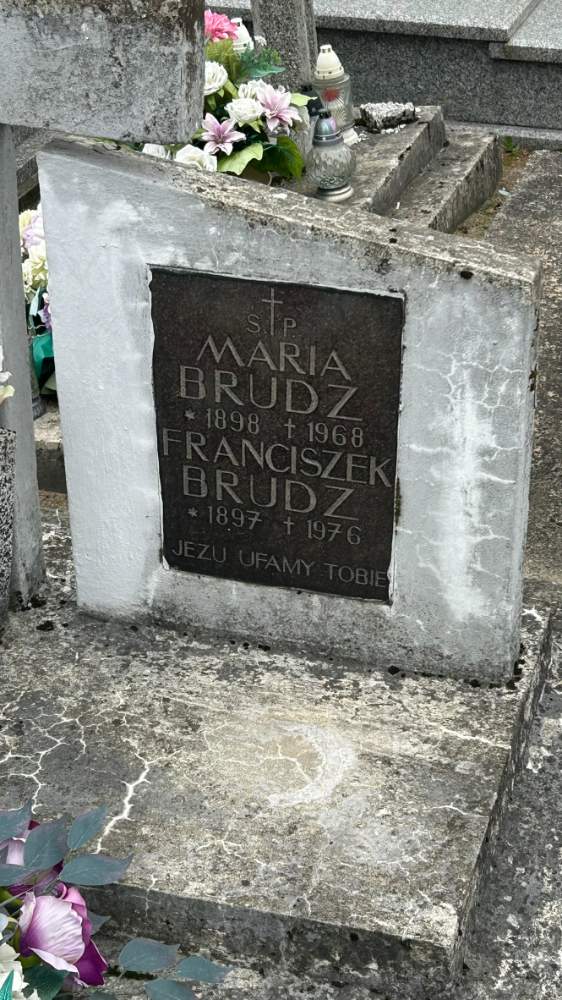 Ś P.
MARIA
BRUDZ
* 1898 † 1968
FRANCISZEK
BRUDZ
* 1897 † 1976
JEZU UFAMY TOBIE